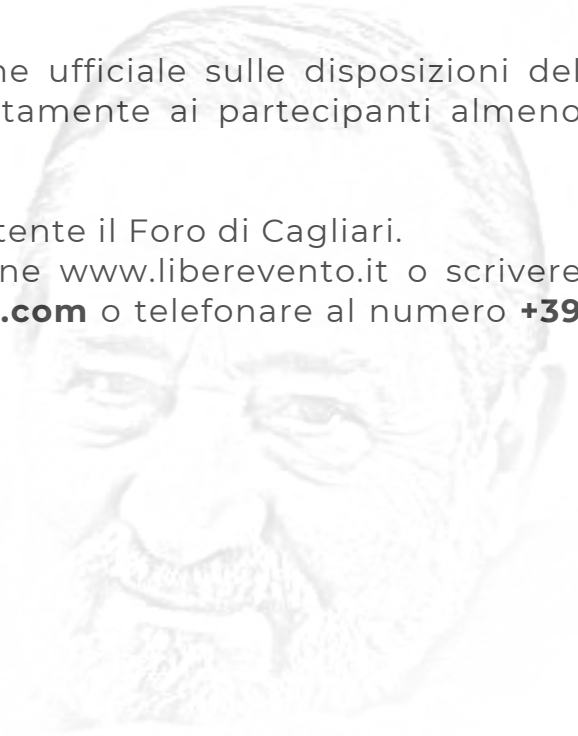 ne ufficiale sulle disposizioni del
tamente ai partecipanti almeno
tente il Foro di Cagliari.
ne www.liberevento.it o scrivere
.com o telefonare al numero +39